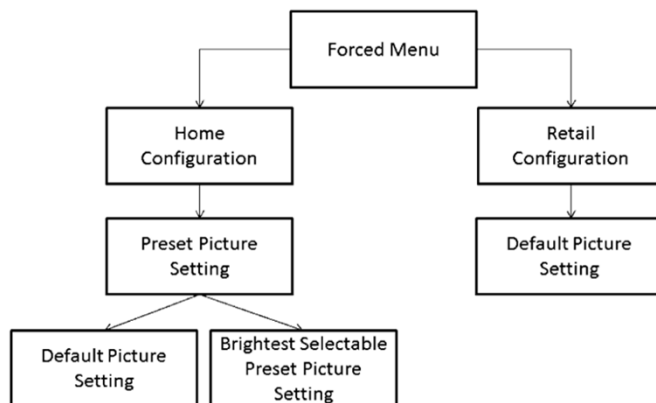 Forced Menu
Home
Configuration
Retail
Configuration
Preset Picture
Setting
Default Picture
Setting
Default Picture
Setting
Brightest Selectable
Preset Picture
Setting